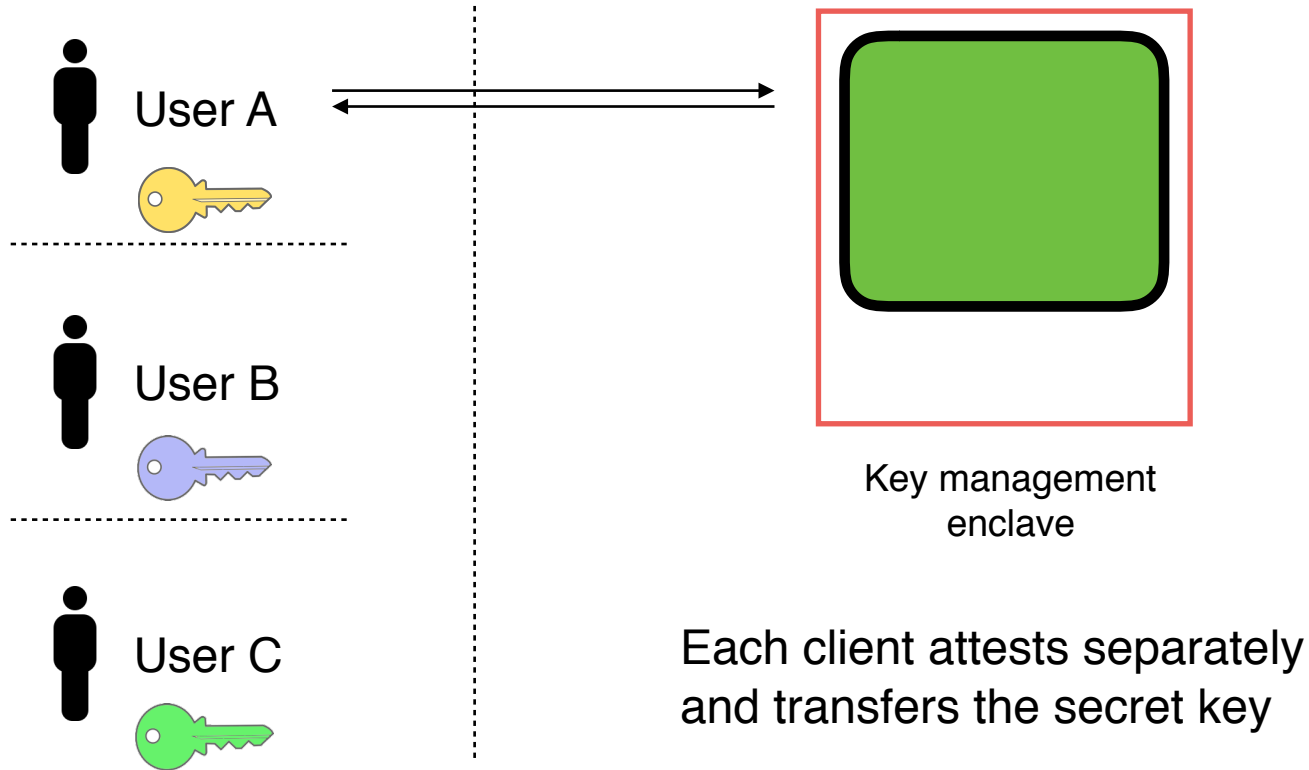 User A
User B
Key management
enclave
User C
Each client attests separately
and transfers the secret key